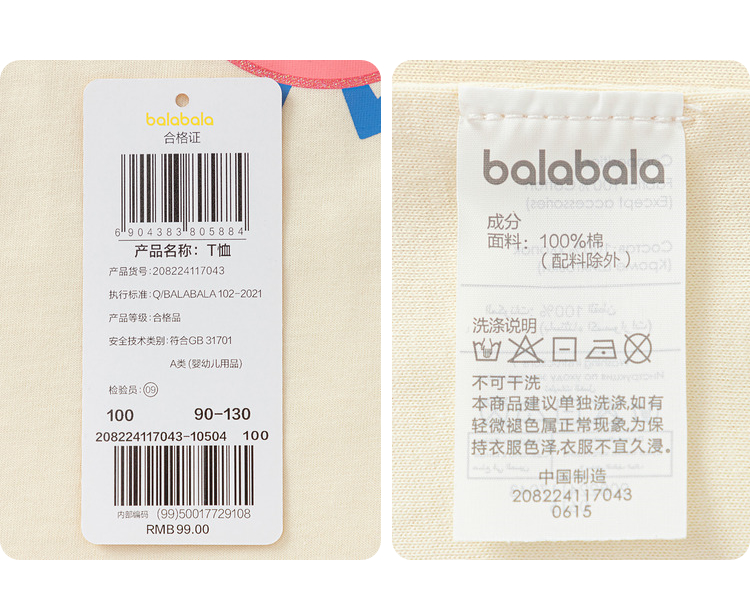 balabala
合格证
6 904383 805884
产品名称：T恤
产品货号：208224117043
执行标准：Q/BALABALA 102-2021
产品等级：合格品
安全技术类别：符合GB 31701
A类（婴幼儿用品）
检验员：09
100 90-130
208224117043-10504 100
内部编码 (99)50017729108
RMB 99.00
balabala
成分
面料：100%棉
（配料除外）
洗涤说明
不可干洗
本商品建议单独洗涤,如有
轻微褪色属正常现象,为保
持衣服色泽,衣服不宜久浸。
中国制造
208224117043
0615